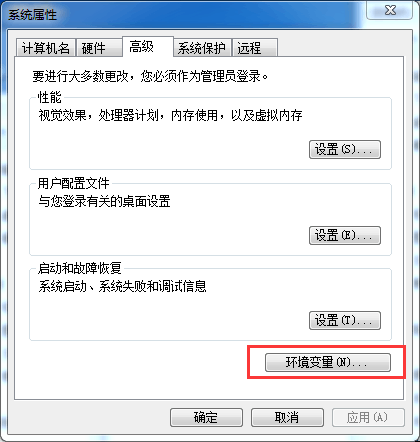 系统属性
计算机名 硬件 高级 系统保护 远程
要进行大多数更改，您必须作为管理员登录。
性能
视觉效果，处理器计划，内存使用，以及虚拟内存
设置(S)...
用户配置文件
与您登录有关的桌面设置
设置(E)...
启动和故障恢复
系统启动、系统失败和调试信息
设置(T)...
环境变量(N)...
确定 取消 应用(A)